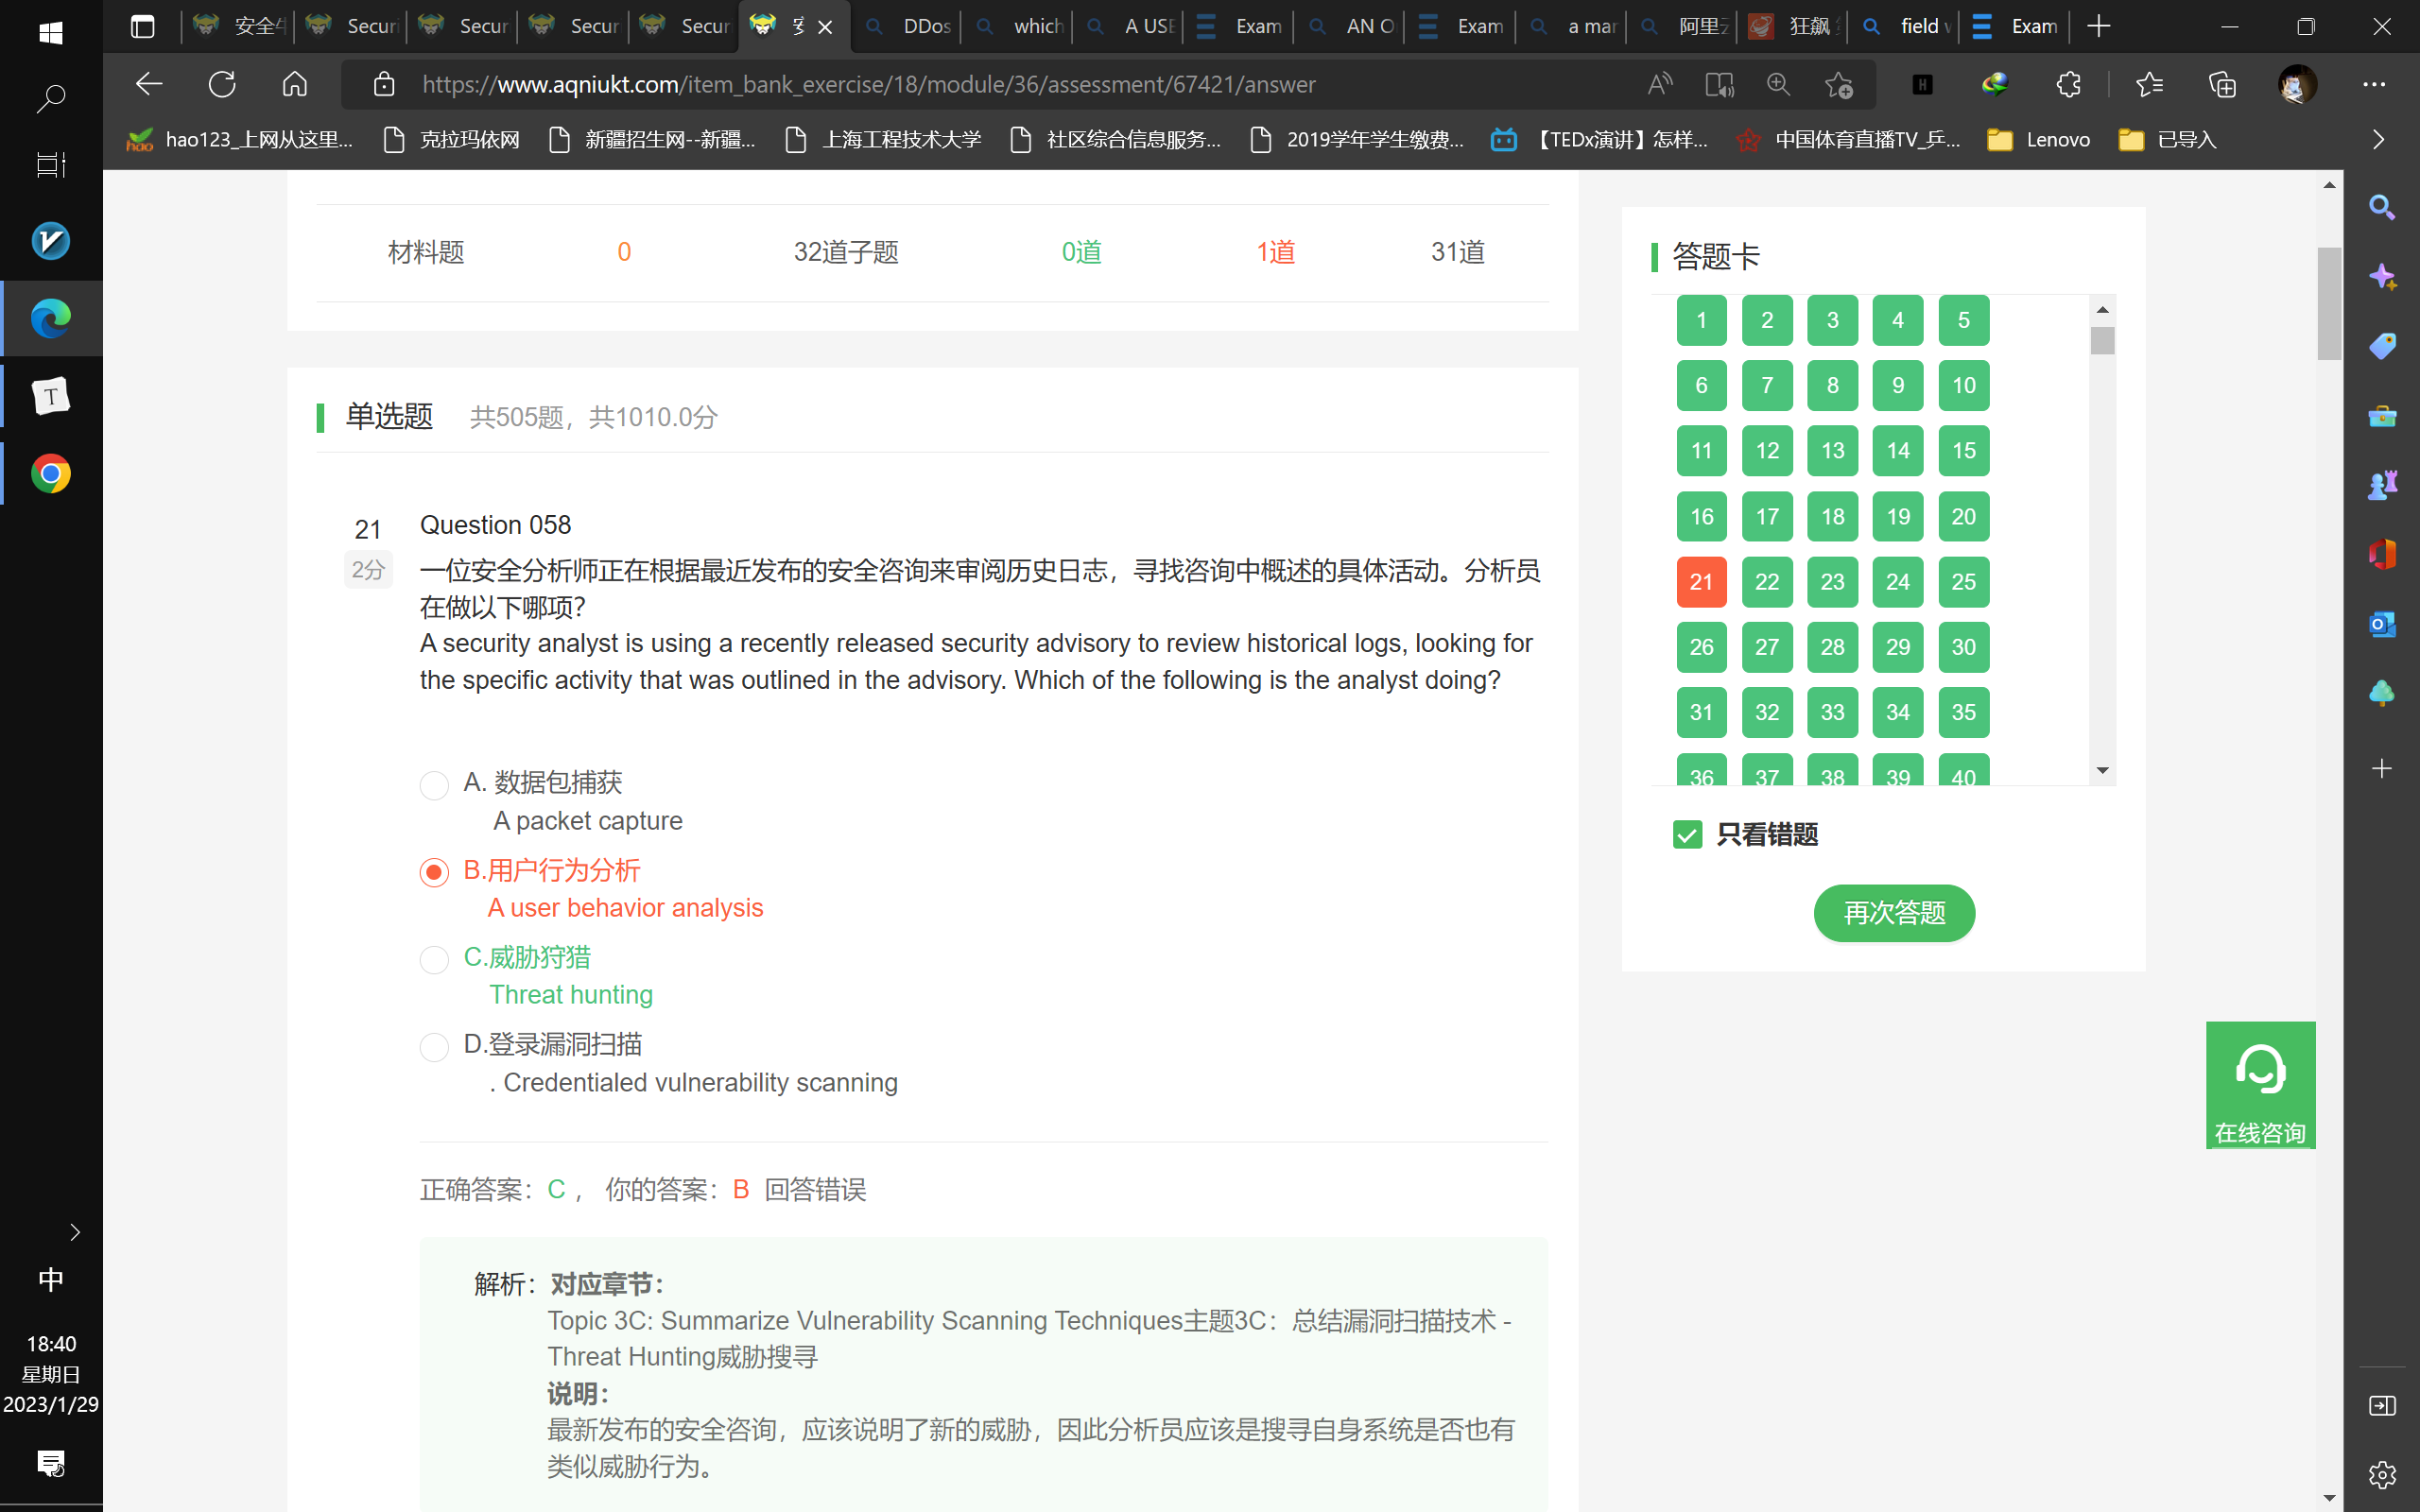 安全牛
Securi
Secur
Secur
Secur
DDos
which
A USE
Exam
AN O
Exam
a mar
阿里云
狂飙
field v
Exam
https://www.aqniukt.com/item_bank_exercise/18/module/36/assessment/67421/answer
hao123_上网从这里...
克拉玛依网
新疆招生网--新疆...
上海工程技术大学
社区综合信息服务...
2019学年学生缴费...
【TEDx演讲】怎样...
中国体育直播TV_乒...
Lenovo
已导入
材料题 0 32道子题 0道 1道 31道
单选题 共505题，共1010.0分
21 Question 058
2分 一位安全分析师正在根据最近发布的安全咨询来审阅历史日志，寻找咨询中概述的具体活动。分析员
在做以下哪项？
A security analyst is using a recently released security advisory to review historical logs, looking for
the specific activity that was outlined in the advisory. Which of the following is the analyst doing?
A. 数据包捕获
A packet capture
B.用户行为分析
A user behavior analysis
C.威胁狩猎
Threat hunting
D.登录漏洞扫描
. Credentialed vulnerability scanning
正确答案：C ， 你的答案：B 回答错误
解析：对应章节：
Topic 3C: Summarize Vulnerability Scanning Techniques主题3C：总结漏洞扫描技术 -
Threat Hunting威胁搜寻
说明：
最新发布的安全咨询，应该说明了新的威胁，因此分析员应该是搜寻自身系统是否也有
类似威胁行为。
答题卡
1 2 3 4 5
6 7 8 9 10
11 12 13 14 15
16 17 18 19 20
21 22 23 24 25
26 27 28 29 30
31 32 33 34 35
36 37 38 39 40
只看错题
再次答题
在线咨询
中
18:40
星期日
2023/1/29